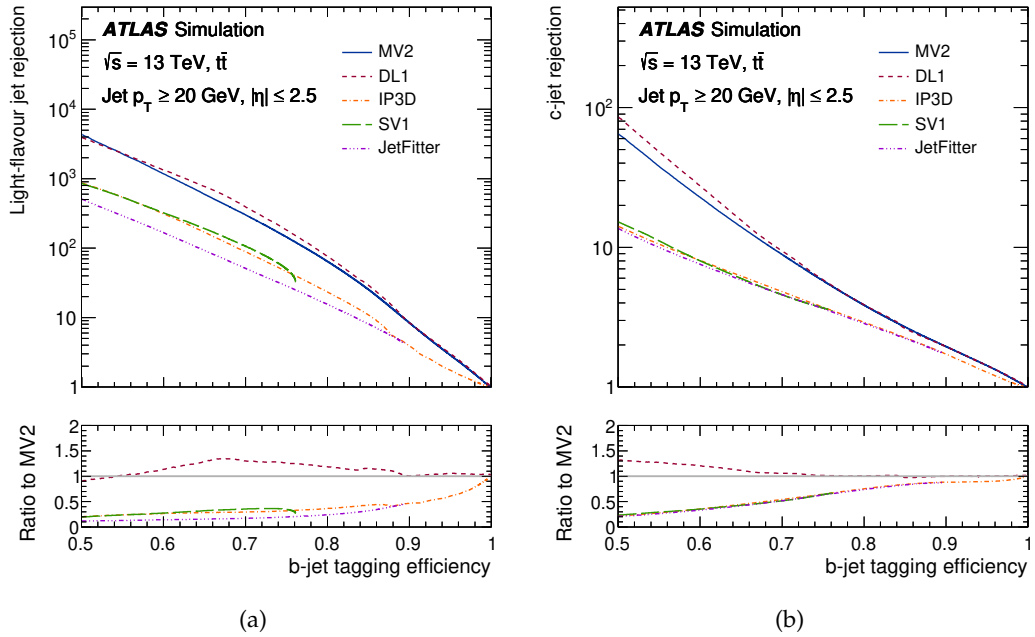 ATLAS Simulation
√s = 13 TeV, tt̄
Jet p_T ≥ 20 GeV, |η| ≤ 2.5
MV2
DL1
IP3D
SV1
JetFitter
Light-flavour jet rejection
10^5
10^4
10^3
10^2
10
1
Ratio to MV2
2
1.5
1
0.5
0
0.5 0.6 0.7 0.8 0.9 1
b-jet tagging efficiency
(a)
ATLAS Simulation
√s = 13 TeV, tt̄
Jet p_T ≥ 20 GeV, |η| ≤ 2.5
MV2
DL1
IP3D
SV1
JetFitter
c-jet rejection
10^2
10
1
Ratio to MV2
2
1.5
1
0.5
0
0.5 0.6 0.7 0.8 0.9 1
b-jet tagging efficiency
(b)